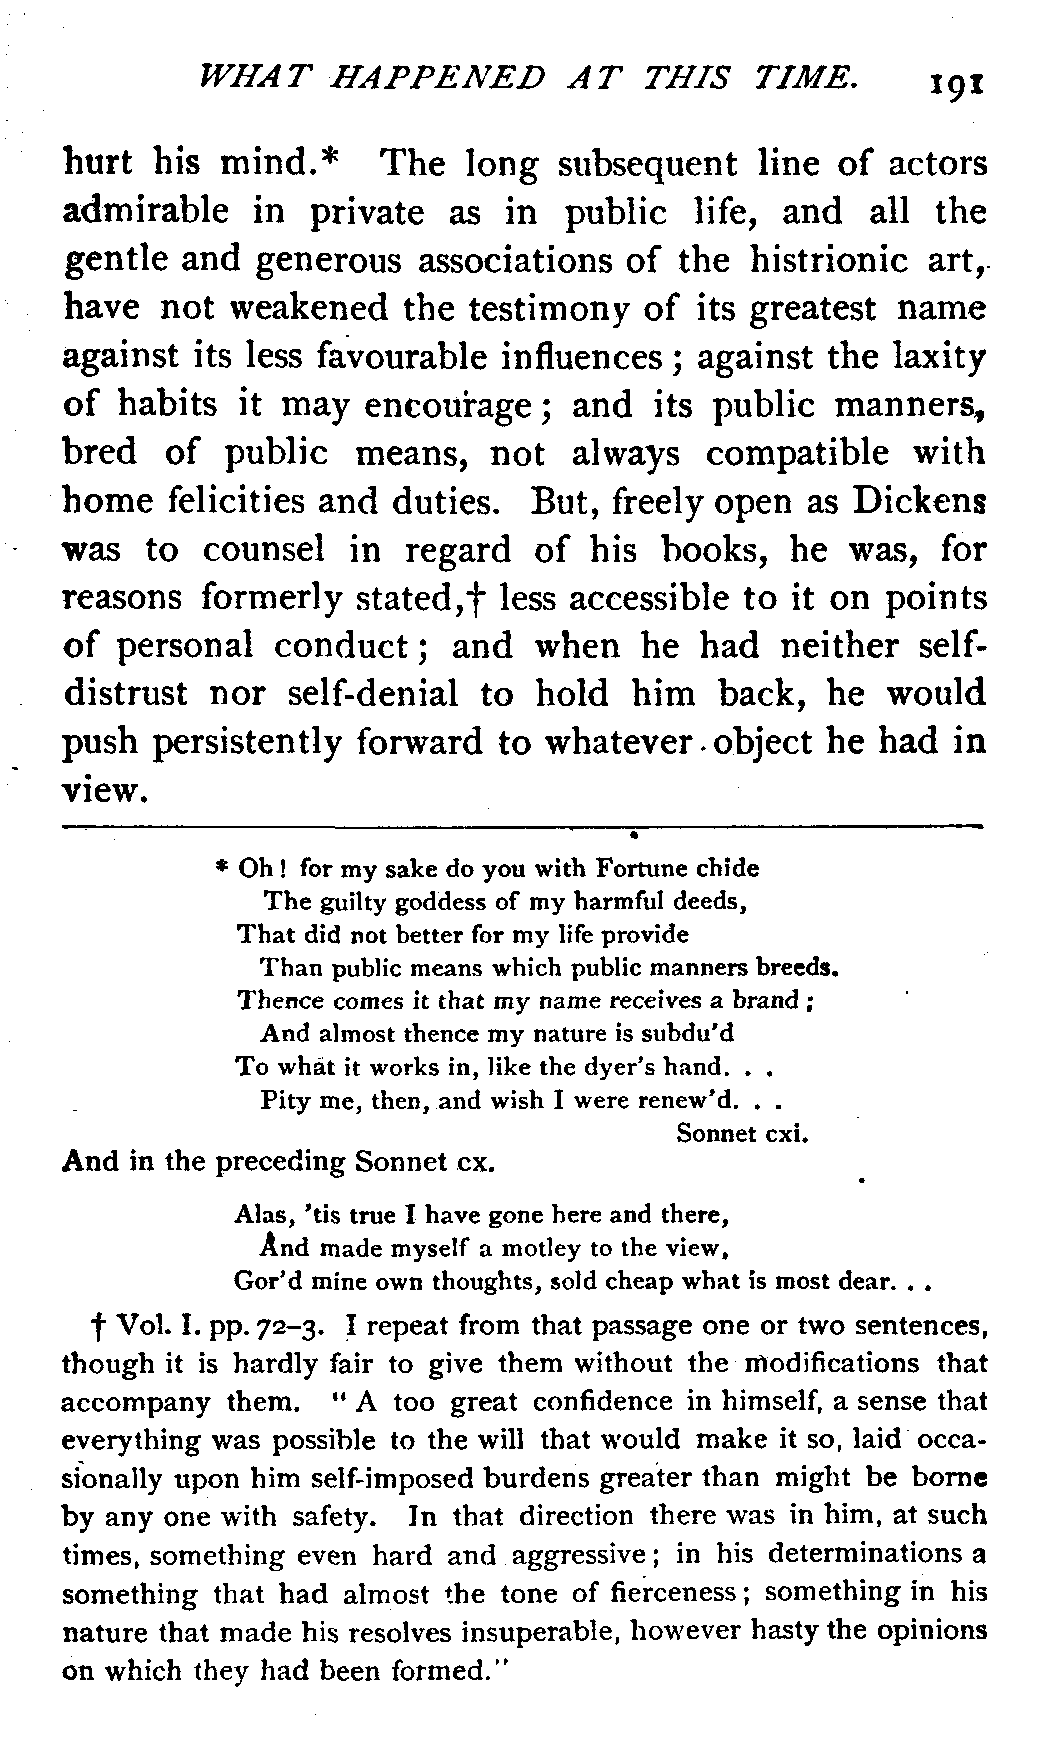 WHAT HAPPENED AT THIS TIME. 191
hurt his mind.* The long subsequent line of actors
admirable in private as in public life, and all the
gentle and generous associations of the histrionic art,
have not weakened the testimony of its greatest name
against its less favourable influences ; against the laxity
of habits it may encourage ; and its public manners,
bred of public means, not always compatible with
home felicities and duties. But, freely open as Dickens
was to counsel in regard of his books, he was, for
reasons formerly stated,† less accessible to it on points
of personal conduct ; and when he had neither self-
distrust nor self-denial to hold him back, he would
push persistently forward to whatever object he had in
view.
* Oh ! for my sake do you with Fortune chide
The guilty goddess of my harmful deeds,
That did not better for my life provide
Than public means which public manners breeds.
Thence comes it that my name receives a brand ;
And almost thence my nature is subdu'd
To what it works in, like the dyer's hand. . .
Pity me, then, and wish I were renew'd. . .
Sonnet cxi.
And in the preceding Sonnet cx.
Alas, 'tis true I have gone here and there,
And made myself a motley to the view,
Gor'd mine own thoughts, sold cheap what is most dear. . .
† Vol. I. pp. 72–3. I repeat from that passage one or two sentences,
though it is hardly fair to give them without the modifications that
accompany them. "A too great confidence in himself, a sense that
everything was possible to the will that would make it so, laid occa-
sionally upon him self-imposed burdens greater than might be borne
by any one with safety. In that direction there was in him, at such
times, something even hard and aggressive ; in his determinations a
something that had almost the tone of fierceness ; something in his
nature that made his resolves insuperable, however hasty the opinions
on which they had been formed."